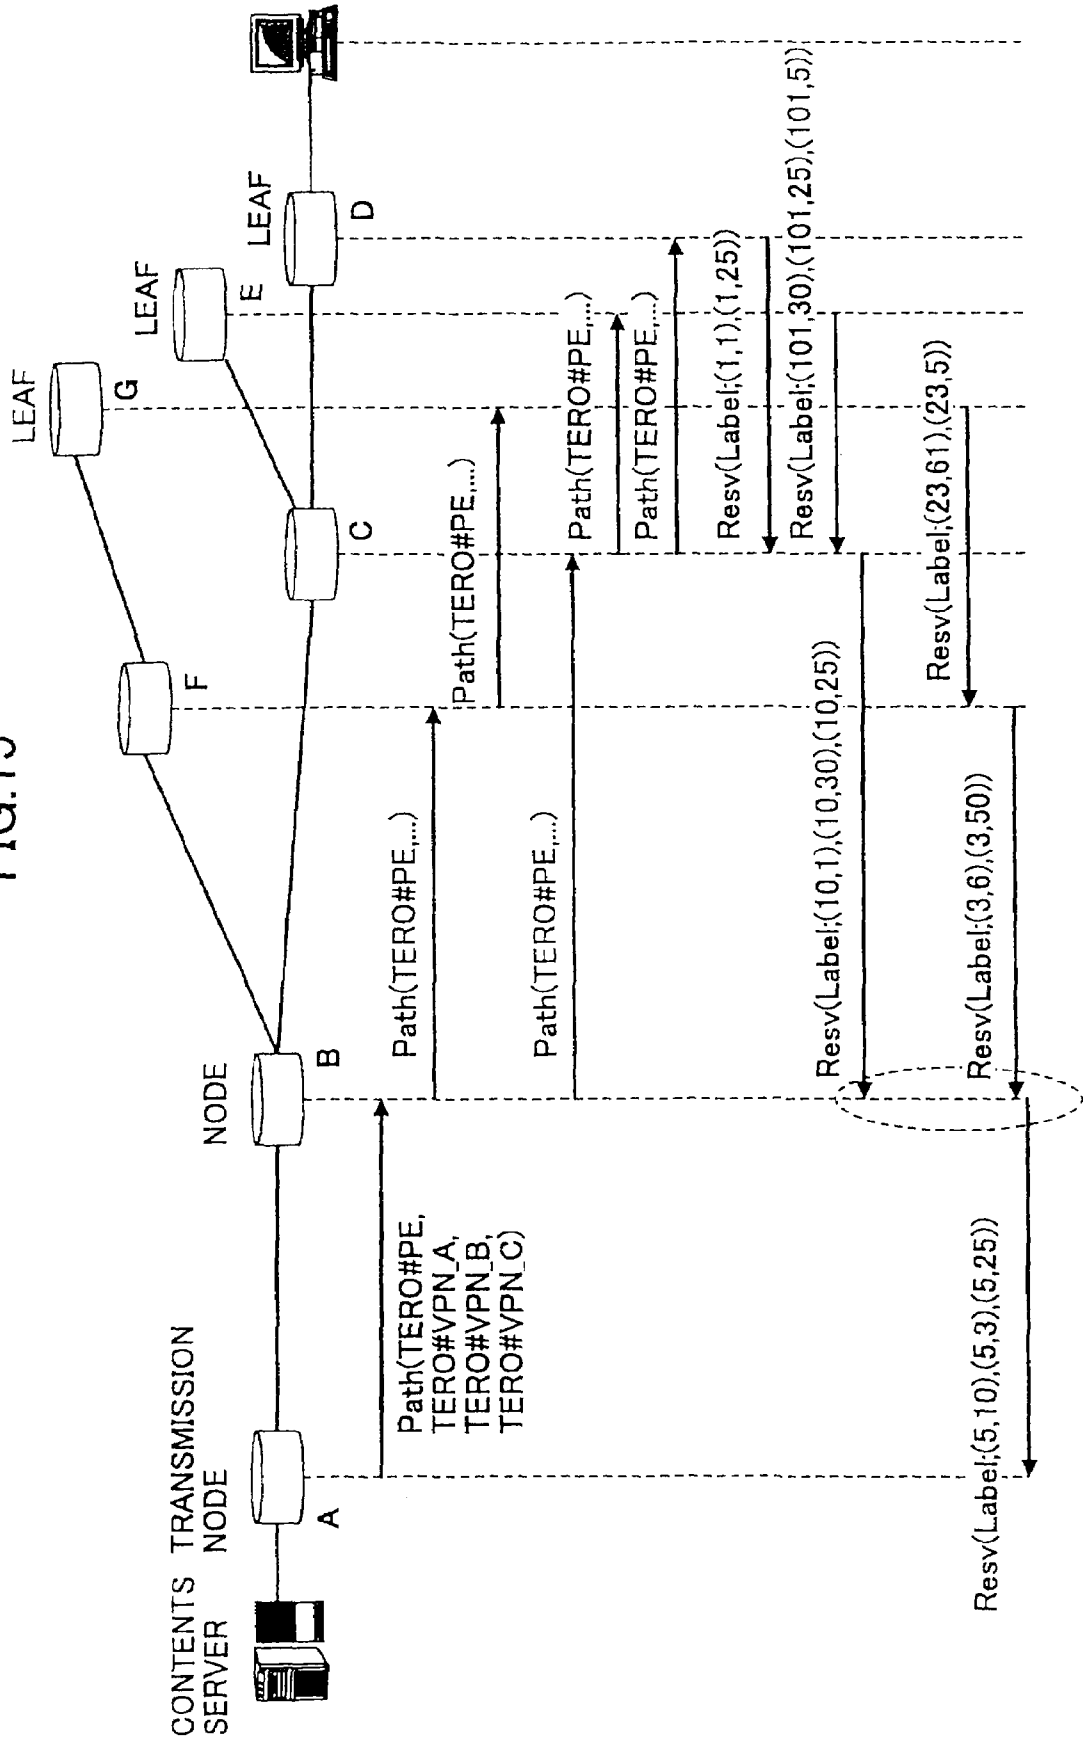 FIG.15
CONTENTS
SERVER
TRANSMISSION
NODE
A
NODE
B
F
C
LEAF
G
LEAF
E
LEAF
D
Path(TERO#PE,
TERO#VPN_A,
TERO#VPN_B,
TERO#VPN_C)
Path(TERO#PE,...)
Path(TERO#PE,...)
Path(TERO#PE,...)
Path(TERO#PE,...)
Path(TERO#PE,...)
Resv(Label;(1,1),(1,25))
Resv(Label;(101,30),(101,25),(101,5))
Resv(Label;(10,1),(10,30),(10,25))
Resv(Label;(23,61),(23,5))
Resv(Label;(3,6),(3,50))
Resv(Label;(5,10),(5,3),(5,25))